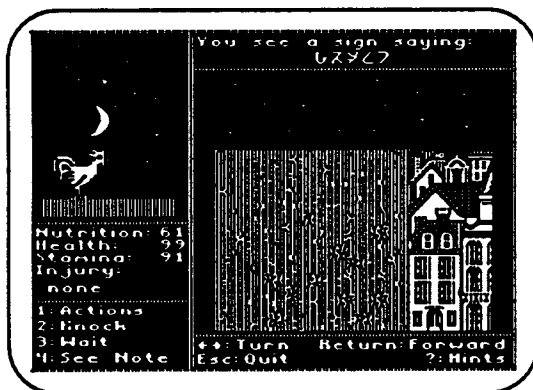 You see a sign saying:
Nutrition: 61
Health: 99
Stamina: 91
Injury:
none
1: Actions
2: Knock
3: Wait
4: See Note
↔: Turn Return: Forward
Esc: Quit ?: Hints